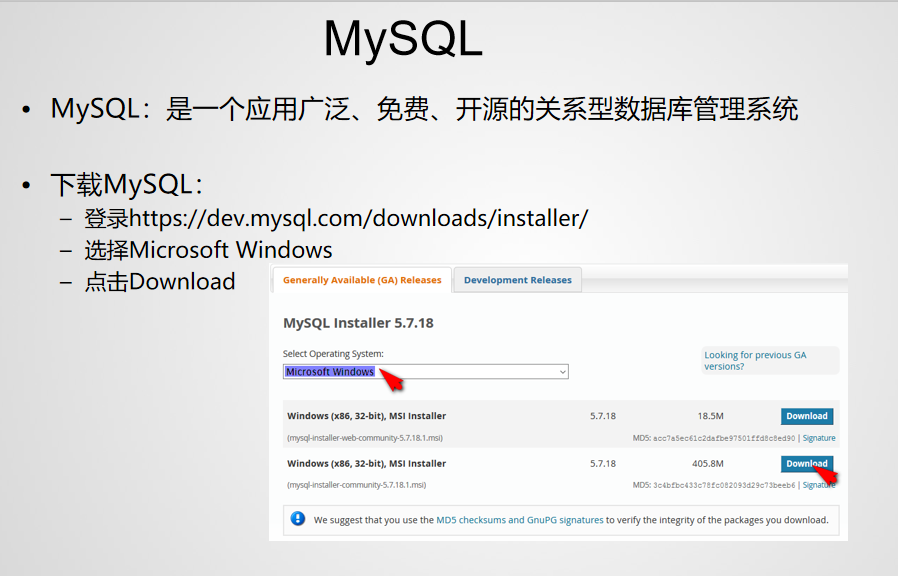 MySQL
• MySQL：是一个应用广泛、免费、开源的关系型数据库管理系统
• 下载MySQL：
– 登录https://dev.mysql.com/downloads/installer/
– 选择Microsoft Windows
– 点击Download
Generally Available (GA) Releases
Development Releases
MySQL Installer 5.7.18
Select Operating System:
Microsoft Windows
Looking for previous GA
versions?
Windows (x86, 32-bit), MSI Installer 5.7.18 18.5M Download
(mysql-installer-web-community-5.7.18.1.msi) MD5: acc7a5ec61c2dafbe97501ffd8c8ed90 | Signature
Windows (x86, 32-bit), MSI Installer 5.7.18 405.8M Download
(mysql-installer-community-5.7.18.1.msi) MD5: 3c4bfbc433c78fc082093d29c73beeb6 | Signature
We suggest that you use the MD5 checksums and GnuPG signatures to verify the integrity of the packages you download.